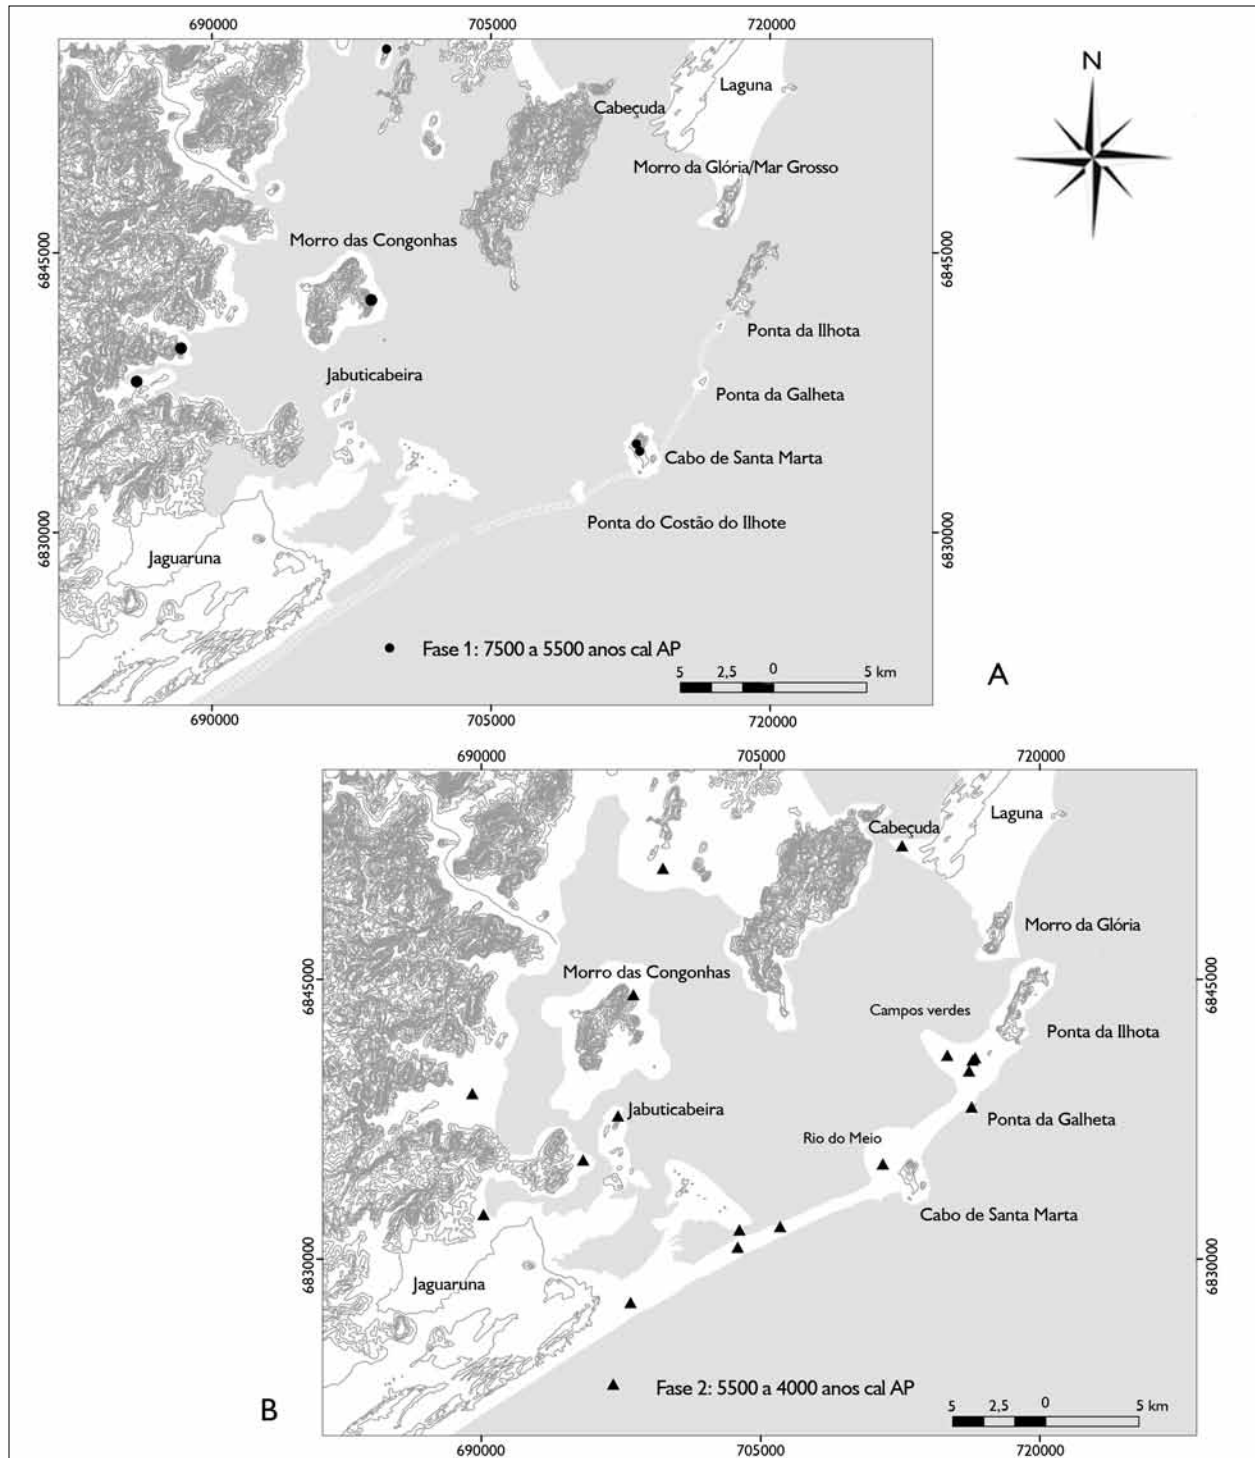 690000
705000
720000
N
Laguna
Cabeçuda
Morro da Glória/Mar Grosso
Morro das Congonhas
6845000
6845000
Ponta da Ilhota
Jabuticabeira
Ponta da Galheta
Cabo de Santa Marta
Ponta do Costão do Ilhote
6830000
6830000
Jaguaruna
Fase 1: 7500 a 5500 anos cal AP
5
2,5
0
5 km
A
690000
705000
720000
690000
705000
720000
Laguna
Cabeçuda
Morro da Glória
Morro das Congonhas
6845000
6845000
Campos verdes
Ponta da Ilhota
Jabuticabeira
Ponta da Galheta
Rio do Meio
Cabo de Santa Marta
6830000
6830000
Jaguaruna
Fase 2: 5500 a 4000 anos cal AP
B
5
2,5
0
5 km
690000
705000
720000